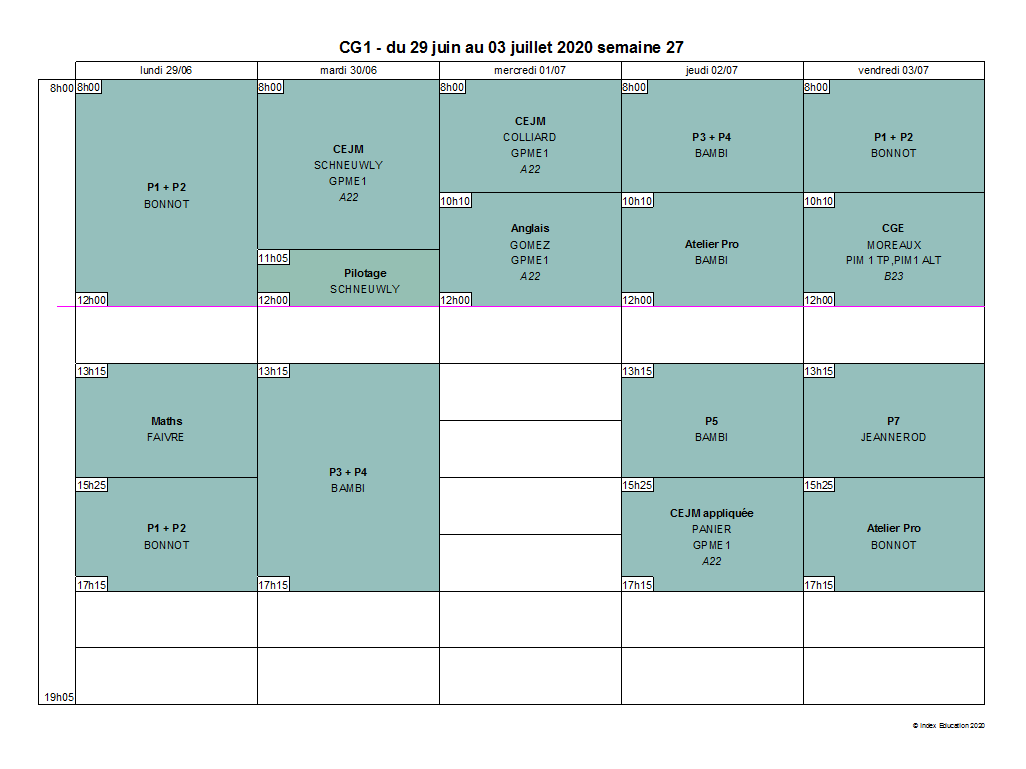 CG1 - du 29 juin au 03 juillet 2020 semaine 27
lundi 29/06
mardi 30/06
mercredi 01/07
jeudi 02/07
vendredi 03/07
8h00
8h00
P1 + P2
BONNOT
12h00
13h15
Maths
FAIVRE
15h25
P1 + P2
BONNOT
17h15
8h00
CEJM
SCHNEUWLY
GPME1
A22
11h05
Pilotage
SCHNEUWLY
12h00
13h15
P3 + P4
BAMBI
17h15
8h00
CEJM
COLLIARD
GPME1
A22
10h10
Anglais
GOMEZ
GPME1
A22
12h00
8h00
P3 + P4
BAMBI
10h10
Atelier Pro
BAMBI
12h00
13h15
P5
BAMBI
15h25
CEJM appliquée
PANIER
GPME1
A22
17h15
8h00
P1 + P2
BONNOT
10h10
CGE
MOREAUX
PIM 1 TP,PIM1 ALT
B23
12h00
13h15
P7
JEANNEROD
15h25
Atelier Pro
BONNOT
17h15
19h05
© Index Education 2020